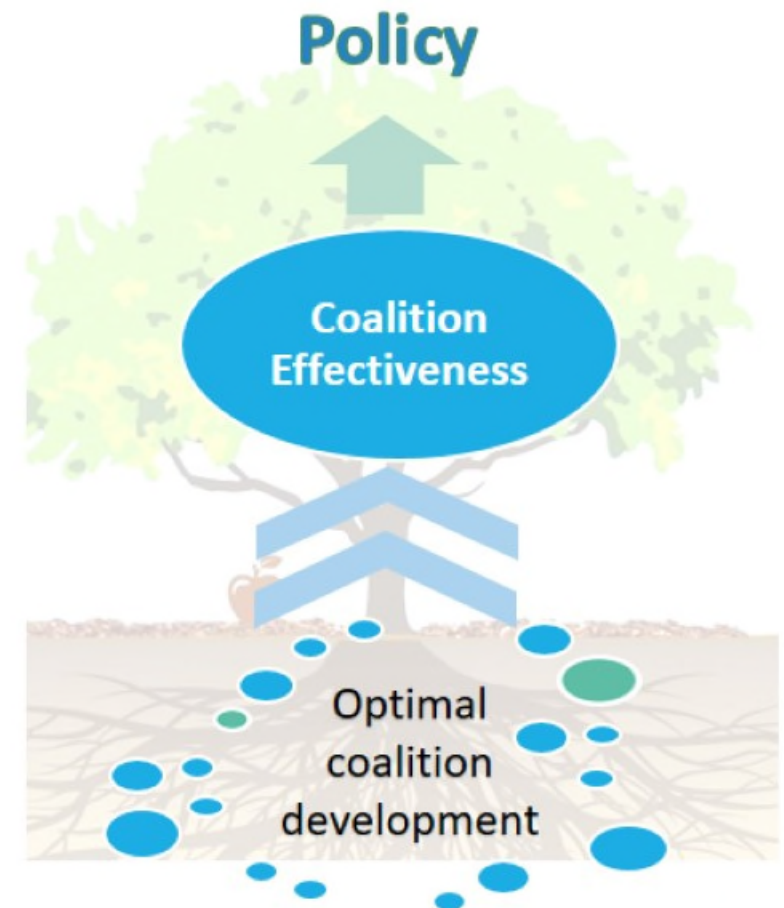 Policy
Coalition
Effectiveness
Optimal
coalition
development